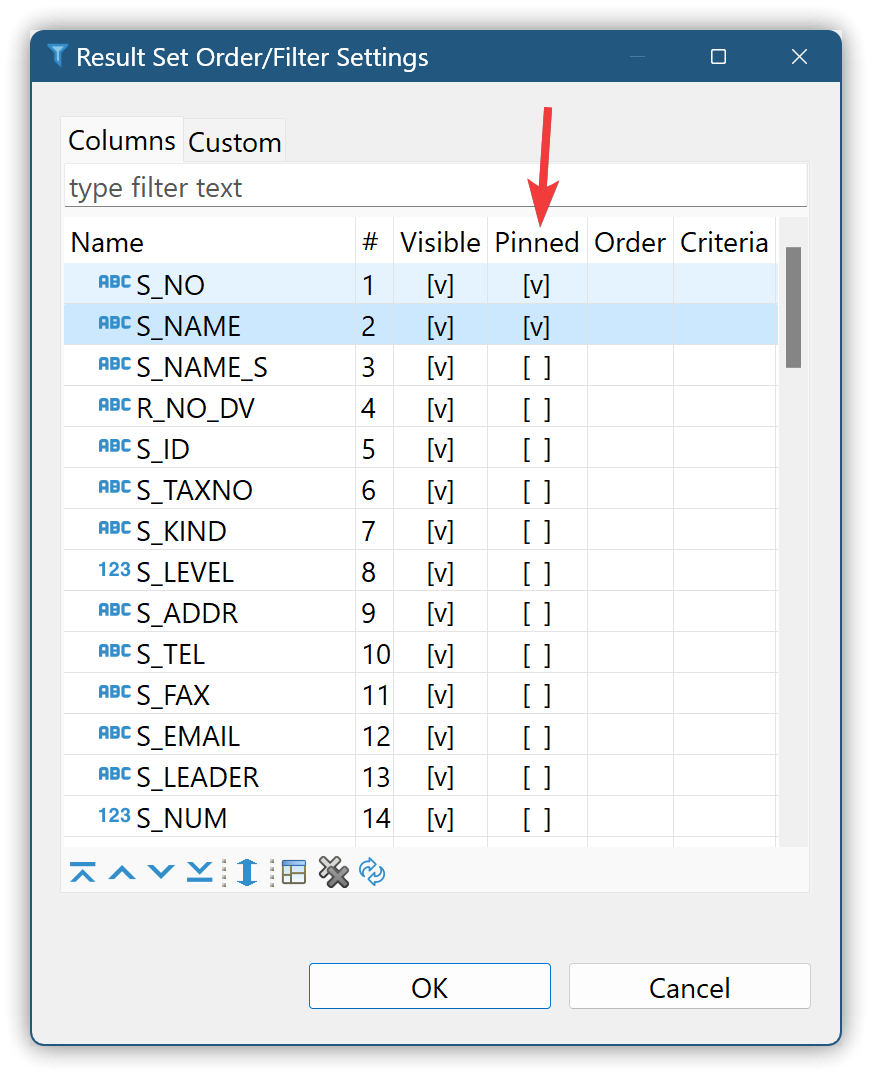 Result Set Order/Filter Settings
Columns Custom
type filter text
Name # Visible Pinned Order Criteria
ABC S_NO 1 [v] [v]
ABC S_NAME 2 [v] [v]
ABC S_NAME_S 3 [v] [ ]
ABC R_NO_DV 4 [v] [ ]
ABC S_ID 5 [v] [ ]
ABC S_TAXNO 6 [v] [ ]
ABC S_KIND 7 [v] [ ]
123 S_LEVEL 8 [v] [ ]
ABC S_ADDR 9 [v] [ ]
ABC S_TEL 10 [v] [ ]
ABC S_FAX 11 [v] [ ]
ABC S_EMAIL 12 [v] [ ]
ABC S_LEADER 13 [v] [ ]
123 S_NUM 14 [v] [ ]
OK Cancel